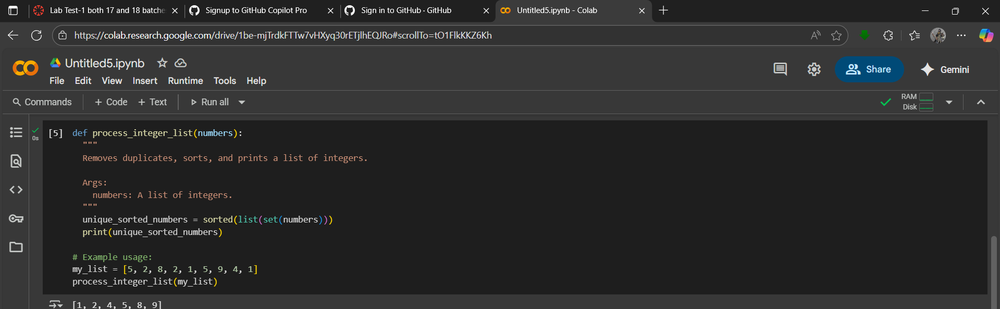 Lab Test-1 both 17 and 18 batche
Signup to GitHub Copilot Pro
Sign in to GitHub · GitHub
Untitled5.ipynb - Colab
https://colab.research.google.com/drive/1be-mjTrdkFTTw7vHXyq30rETjlhEQJRo#scrollTo=tO1FlkKKZ6Kh
Untitled5.ipynb
File Edit View Insert Runtime Tools Help
Share
Gemini
Commands + Code + Text Run all
RAM
Disk
0s
[5] def process_integer_list(numbers):
"""
Removes duplicates, sorts, and prints a list of integers.
Args:
numbers: A list of integers.
"""
unique_sorted_numbers = sorted(list(set(numbers)))
print(unique_sorted_numbers)
# Example usage:
my_list = [5, 2, 8, 2, 1, 5, 9, 4, 1]
process_integer_list(my_list)
[1, 2, 4, 5, 8, 9]